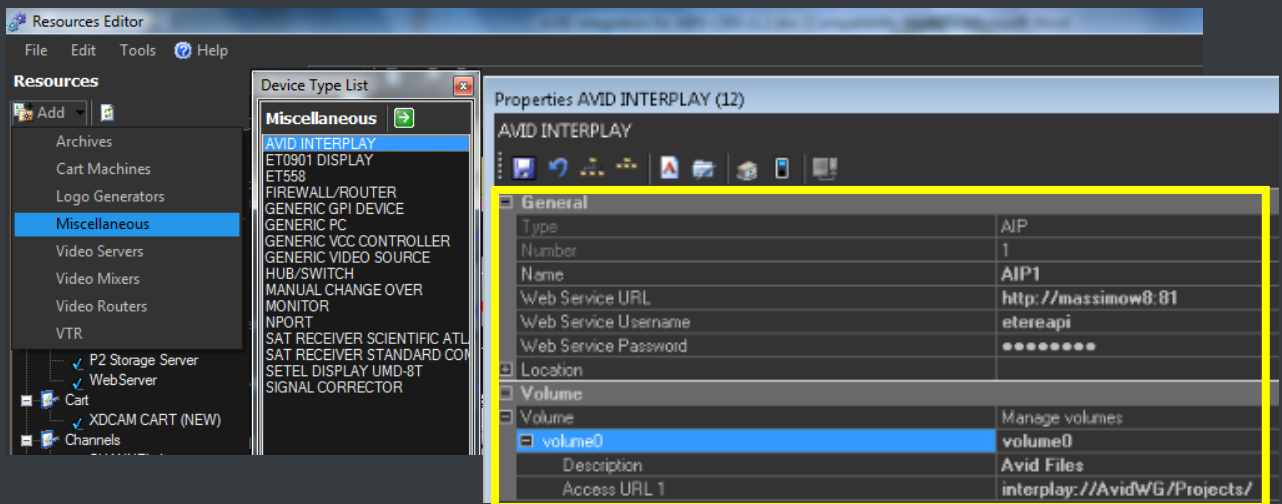 Resources Editor
File Edit Tools Help
Resources
Add
Archives
Cart Machines
Logo Generators
Miscellaneous
Video Servers
Video Mixers
Video Routers
VTR
P2 Storage Server
WebServer
Cart
XDCAM CART (NEW)
Channels
Device Type List
Miscellaneous
AVID INTERPLAY
ET0901 DISPLAY
ET558
FIREWALL/ROUTER
GENERIC GPI DEVICE
GENERIC PC
GENERIC VCC CONTROLLER
GENERIC VIDEO SOURCE
HUB/SWITCH
MANUAL CHANGE OVER
MONITOR
NPORT
SAT RECEIVER SCIENTIFIC ATL
SAT RECEIVER STANDARD COM
SETEL DISPLAY UMD-8T
SIGNAL CORRECTOR
Properties AVID INTERPLAY (12)
AVID INTERPLAY
General
Type AIP
Number 1
Name AIP1
Web Service URL http://massimow8:81
Web Service Username etereapi
Web Service Password ●●●●●●●●
Location
Volume
Volume Manage volumes
volume0 volume0
Description Avid Files
Access URL 1 interplay://AvidWG/Projects/